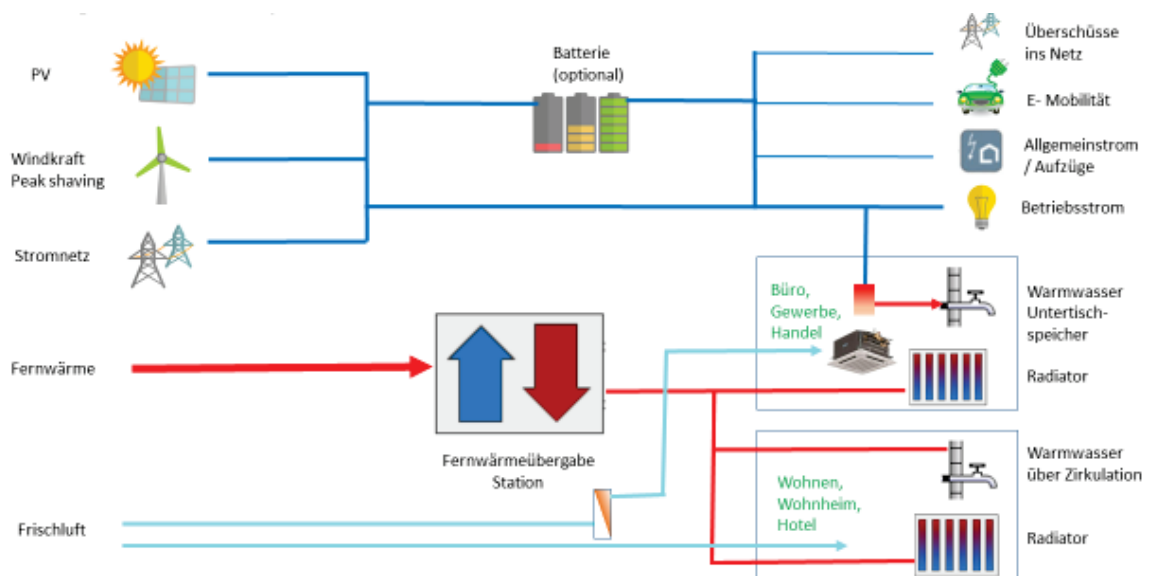 Batterie
(optional)
Überschüsse
ins Netz
PV
E- Mobilität
Windkraft
Peak shaving
Allgemeinstrom
/ Aufzüge
Betriebsstrom
Stromnetz
Büro,
Gewerbe,
Handel
Warmwasser
Untertisch-
speicher
Fernwärme
Radiator
Fernwärmeübergabe
Station
Warmwasser
über Zirkulation
Wohnen,
Wohnheim,
Hotel
Frischluft
Radiator